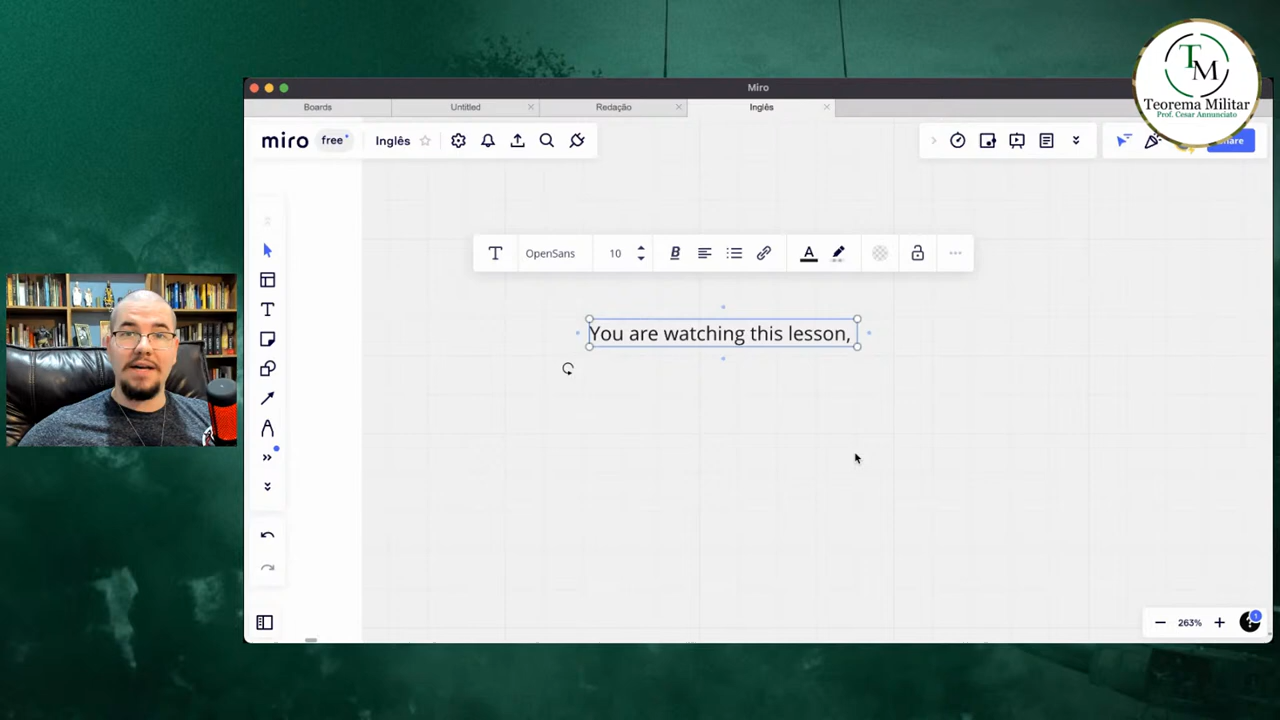 TM
Teorema Militar
Prof. Cesar Annunciato
Miro
Boards
Untitled
Redação
Inglês
miro
free
Inglês
OpenSans
10
B
A
You are watching this lesson,
263%
1